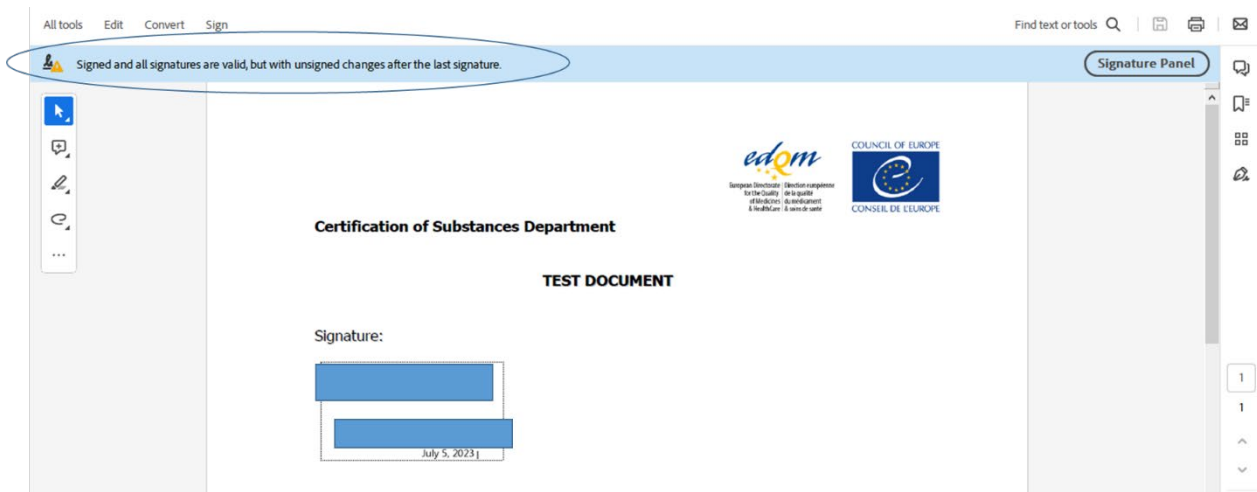 All tools Edit Convert Sign Find text or tools
Signed and all signatures are valid, but with unsigned changes after the last signature. Signature Panel
edqm
European Directorate | Direction européenne
for the Quality | de la qualité
of Medicines | du médicament
& HealthCare | & soins de santé
COUNCIL OF EUROPE
CONSEIL DE L'EUROPE
Certification of Substances Department
TEST DOCUMENT
Signature:
July 5, 2023
1
1